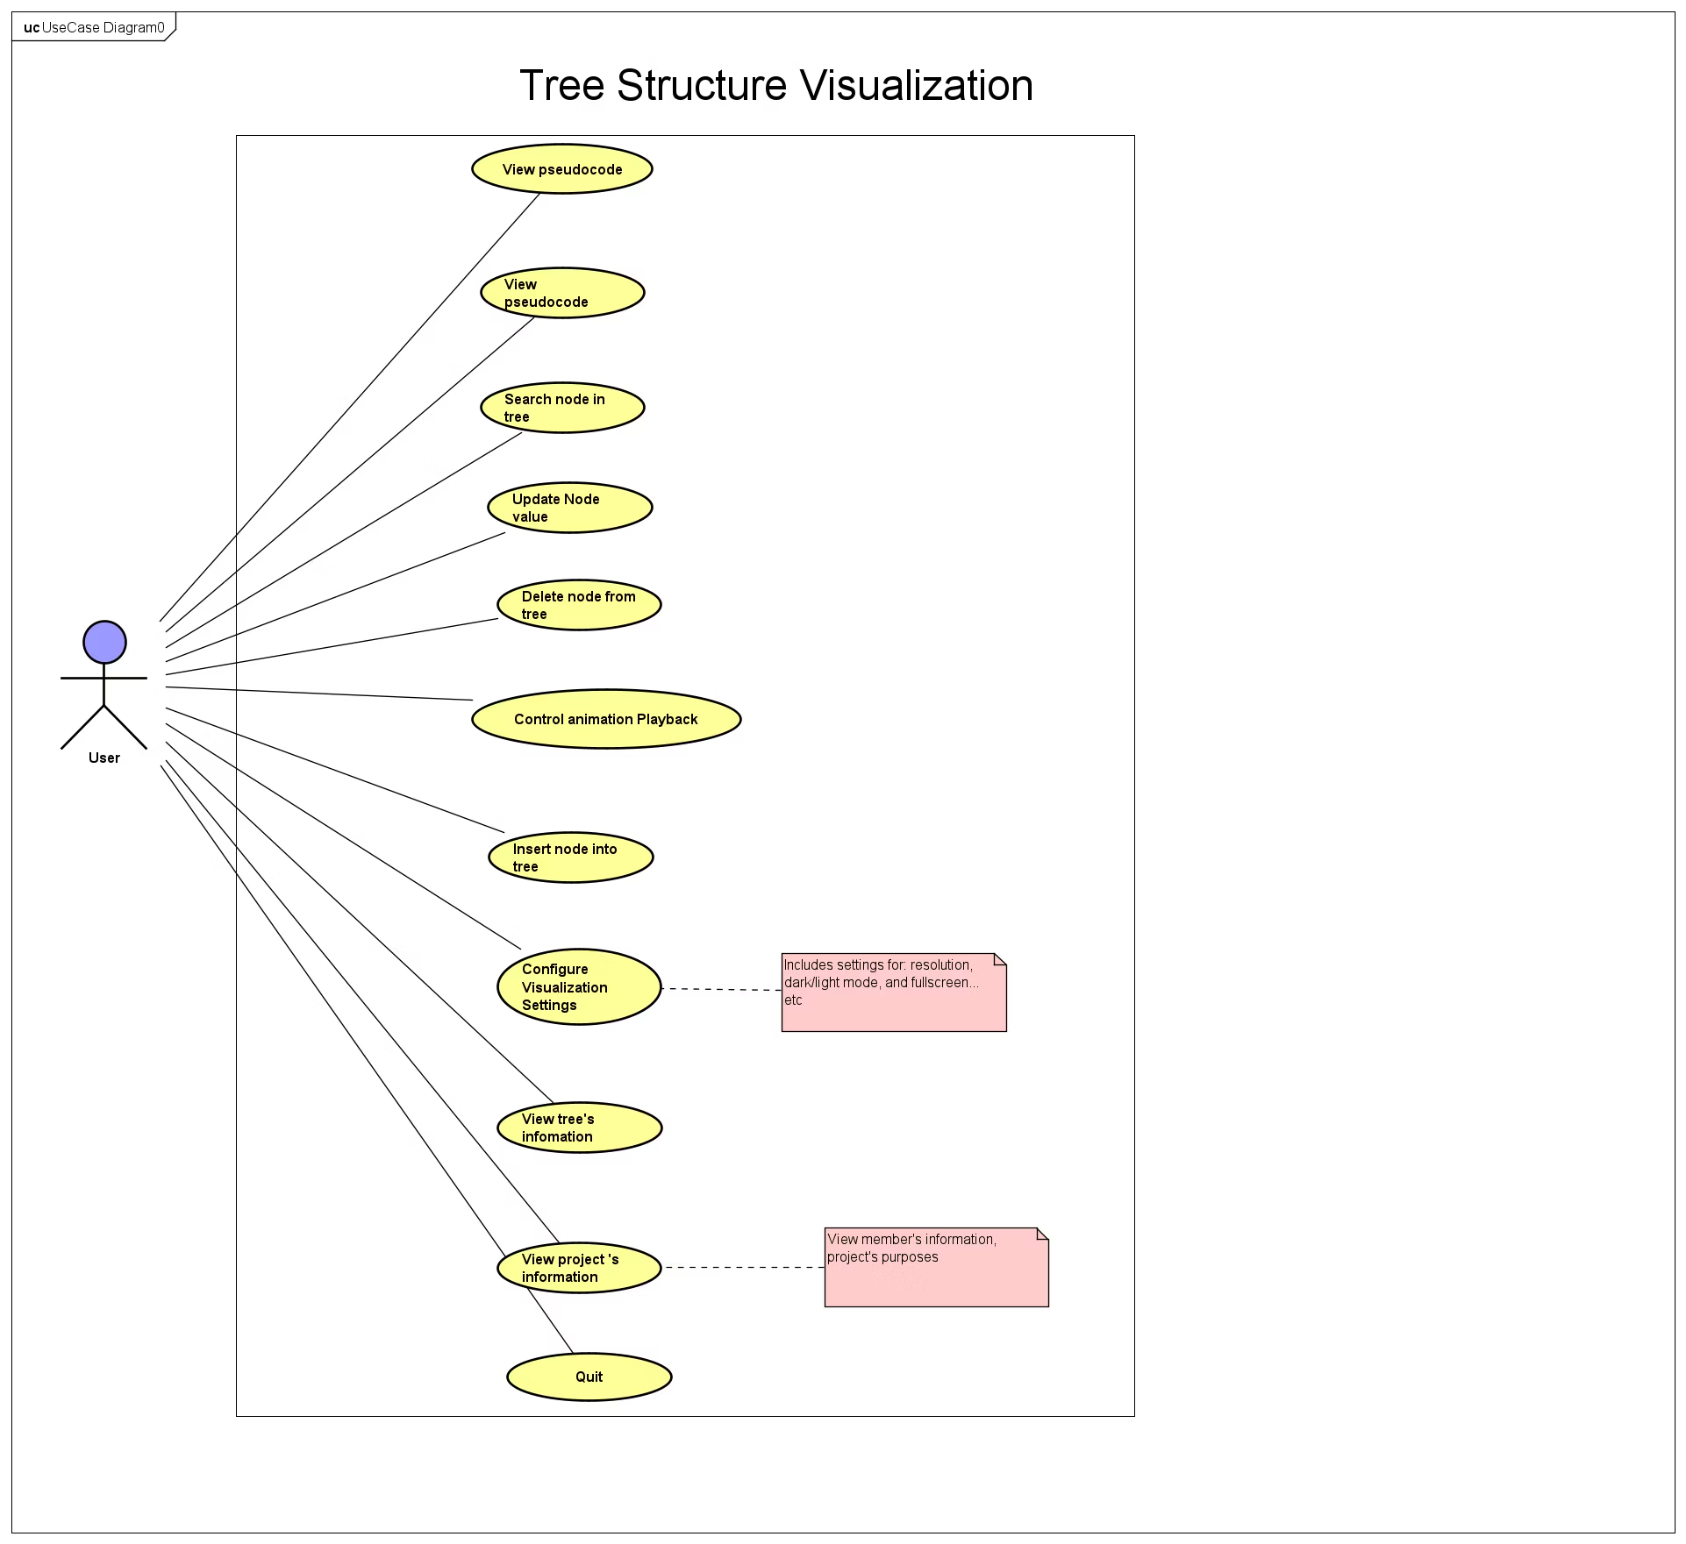 uc UseCase Diagram0
Tree Structure Visualization
View pseudocode
View
pseudocode
Search node in
tree
Update Node
value
Delete node from
tree
Control animation Playback
User
Insert node into
tree
Configure
Visualization
Settings
Includes settings for: resolution,
dark/light mode, and fullscreen...
etc
View tree's
infomation
View project 's
information
View member's information,
project's purposes
Quit